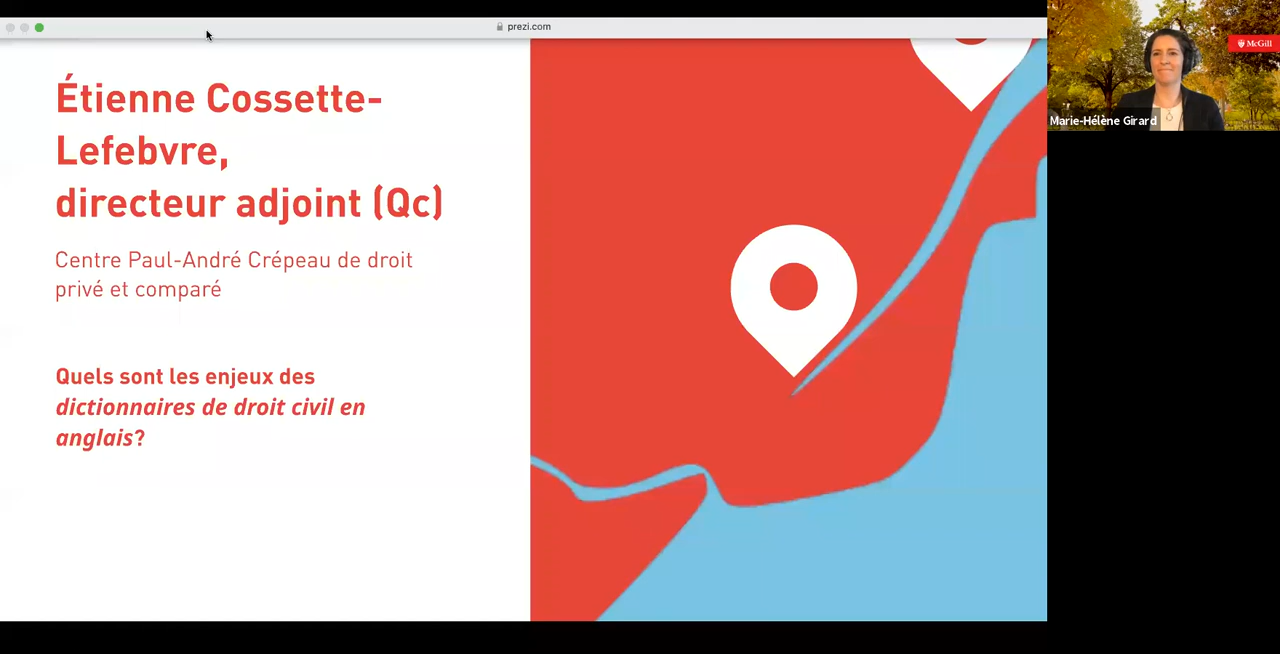 prezi.com
Étienne Cossette-
Lefebvre,
directeur adjoint (Qc)
Centre Paul-André Crépeau de droit
privé et comparé
Quels sont les enjeux des
dictionnaires de droit civil en
anglais?
McGill
Marie-Hélène Girard